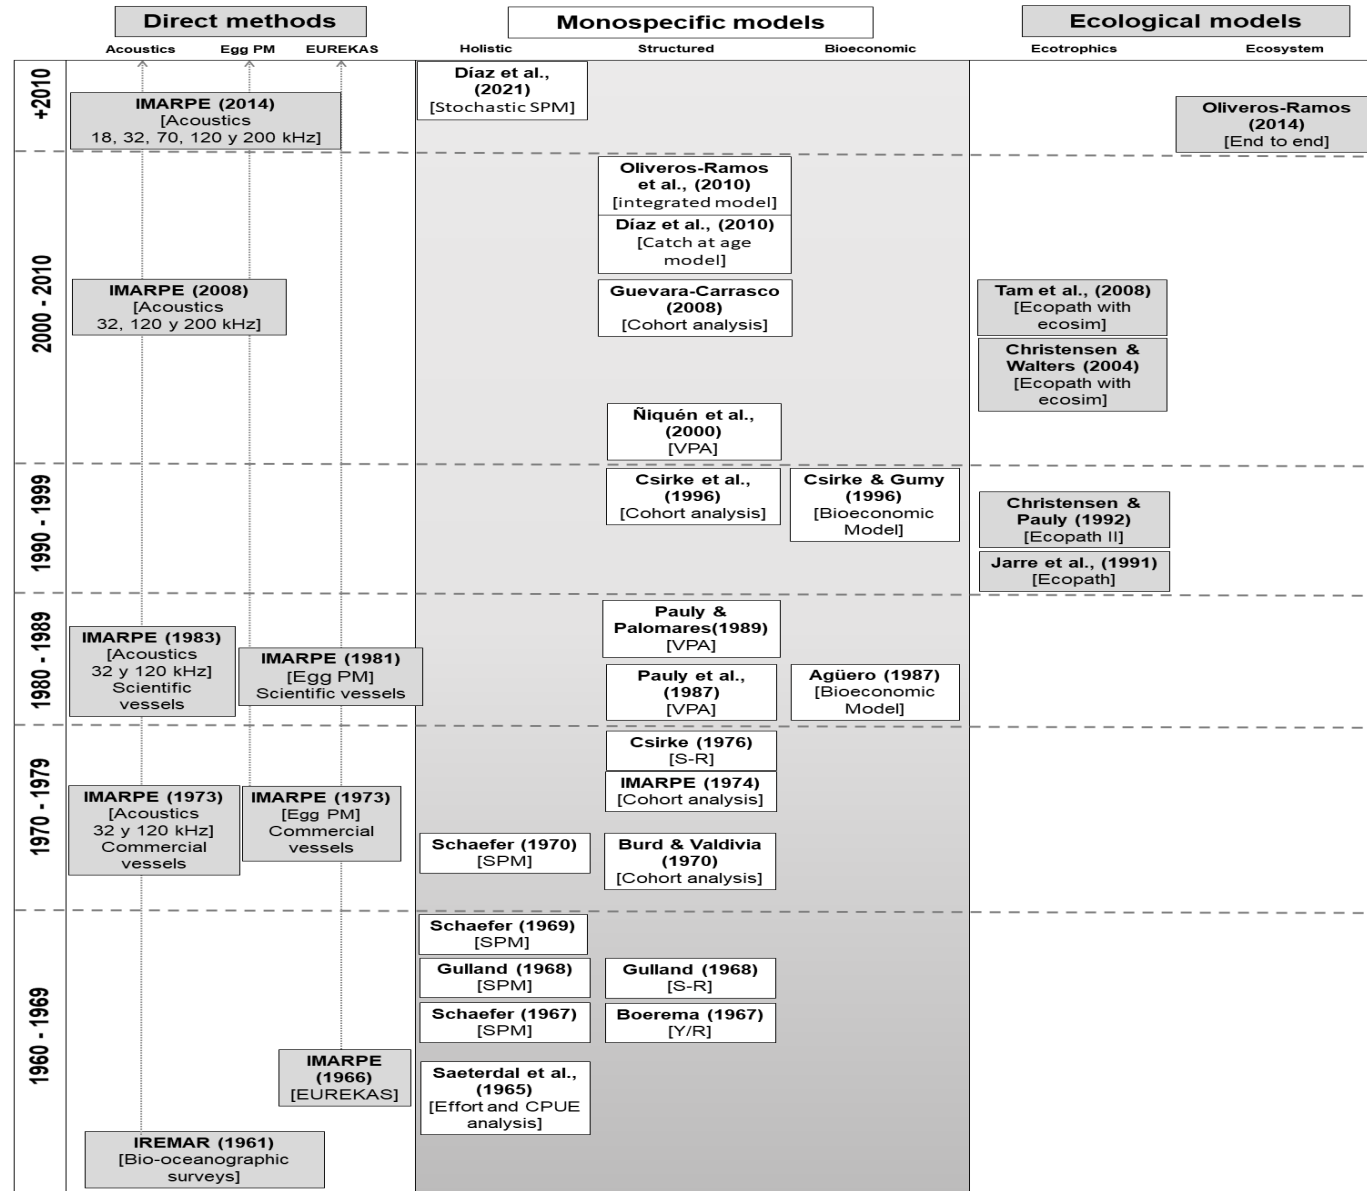 Direct methods
Monospecific models
Ecological models
Acoustics
Egg PM
EUREKAS
Holistic
Structured
Bioeconomic
Ecotrophics
Ecosystem
+2010
IMARPE (2014)
[Acoustics
18, 32, 70, 120 y 200 kHz]
Díaz et al.,
(2021)
[Stochastic SPM]
Oliveros-Ramos
(2014)
[End to end]
2000 - 2010
IMARPE (2008)
[Acoustics
32, 120 y 200 kHz]
Oliveros-Ramos
et al., (2010)
[integrated model]
Díaz et al., (2010)
[Catch at age
model]
Guevara-Carrasco
(2008)
[Cohort analysis]
Ñiquén et al.,
(2000)
[VPA]
Tam et al., (2008)
[Ecopath with
ecosim]
Christensen &
Walters (2004)
[Ecopath with
ecosim]
1990 - 1999
Csirke et al.,
(1996)
[Cohort analysis]
Csirke & Gumy
(1996)
[Bioeconomic
Model]
Christensen &
Pauly (1992)
[Ecopath II]
Jarre et al., (1991)
[Ecopath]
1980 - 1989
IMARPE (1983)
[Acoustics
32 y 120 kHz]
Scientific
vessels
IMARPE (1981)
[Egg PM]
Scientific vessels
Pauly &
Palomares(1989)
[VPA]
Pauly et al.,
(1987)
[VPA]
Agüero (1987)
[Bioeconomic
Model]
1970 - 1979
IMARPE (1973)
[Acoustics
32 y 120 kHz]
Commercial
vessels
IMARPE (1973)
[Egg PM]
Commercial
vessels
Schaefer (1970)
[SPM]
Csirke (1976)
[S-R]
IMARPE (1974)
[Cohort analysis]
Burd & Valdivia
(1970)
[Cohort analysis]
1960 - 1969
IMARPE
(1966)
[EUREKAS]
IREMAR (1961)
[Bio-oceanographic
surveys]
Schaefer (1969)
[SPM]
Gulland (1968)
[SPM]
Schaefer (1967)
[SPM]
Saeterdal et al.,
(1965)
[Effort and CPUE
analysis]
Gulland (1968)
[S-R]
Boerema (1967)
[Y/R]